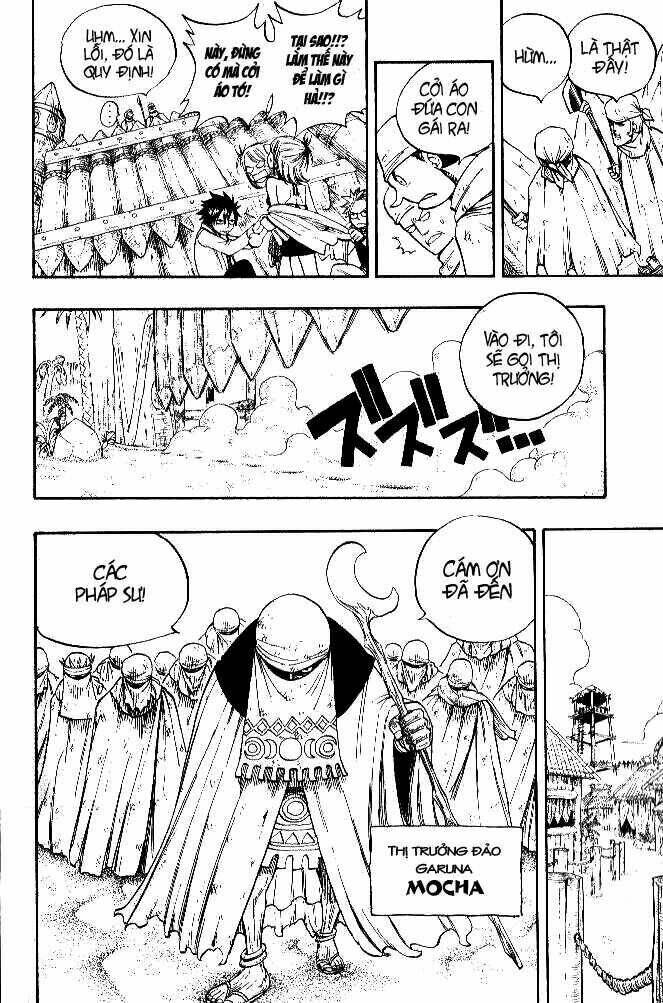 LÀ THẬT
ĐẤY!
HỪM...
CỞI ÁO
ĐỨA CON
GÁI RA!
TẠI SAO!!?
LÀM THẾ NÀY
ĐỂ LÀM GÌ
HẢ!!?
NÀY, ĐỪNG
CÓ MÀ CỞI
ÁO TỚ!
UHM... XIN
LỖI, ĐÓ LÀ
QUY ĐỊNH!
...
VÀO ĐI, TÔI
SẼ GỌI THỊ
TRƯỞNG!
ズズズ...
CÁM ƠN
ĐÃ ĐẾN
CÁC
PHÁP SƯ!
THỊ TRƯỞNG ĐẢO
GARUNA
MOCHA